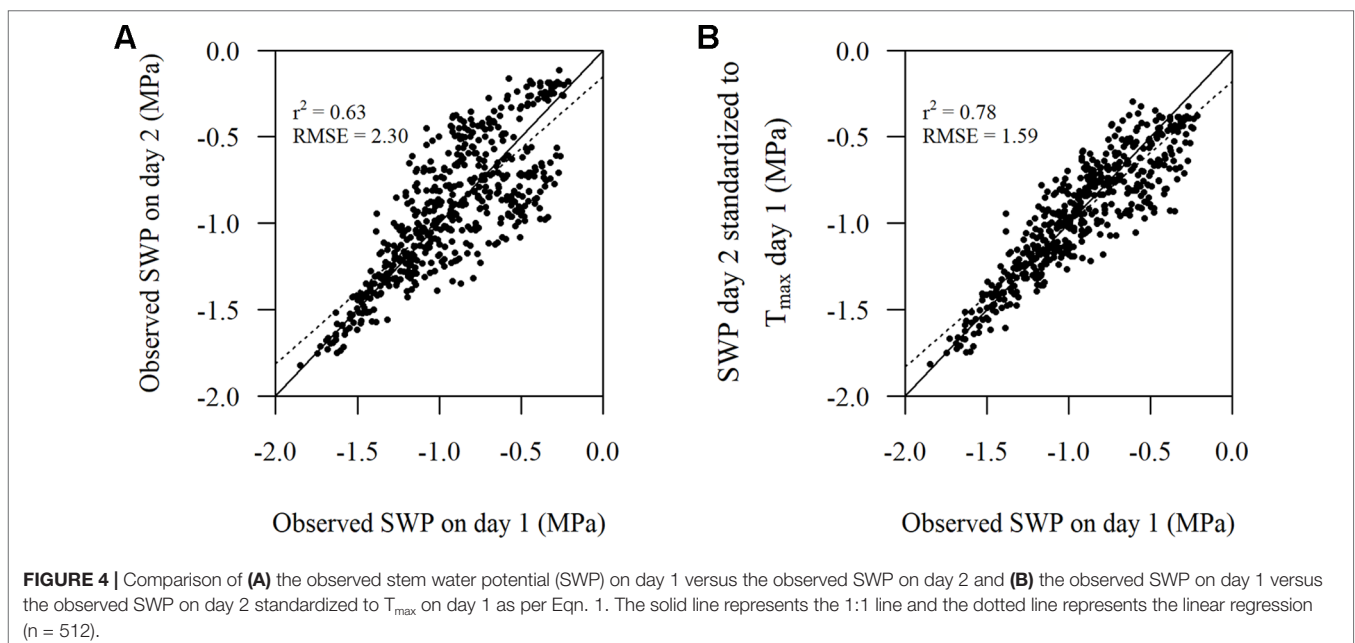 A
Observed SWP on day 2 (MPa)
0.0
-0.5
-1.0
-1.5
-2.0
r² = 0.63
RMSE = 2.30
-2.0 -1.5 -1.0 -0.5 0.0
Observed SWP on day 1 (MPa)
B
SWP day 2 standardized to
Tmax day 1 (MPa)
0.0
-0.5
-1.0
-1.5
-2.0
r² = 0.78
RMSE = 1.59
-2.0 -1.5 -1.0 -0.5 0.0
Observed SWP on day 1 (MPa)
FIGURE 4 | Comparison of (A) the observed stem water potential (SWP) on day 1 versus the observed SWP on day 2 and (B) the observed SWP on day 1 versus
the observed SWP on day 2 standardized to Tmax on day 1 as per Eqn. 1. The solid line represents the 1:1 line and the dotted line represents the linear regression
(n = 512).